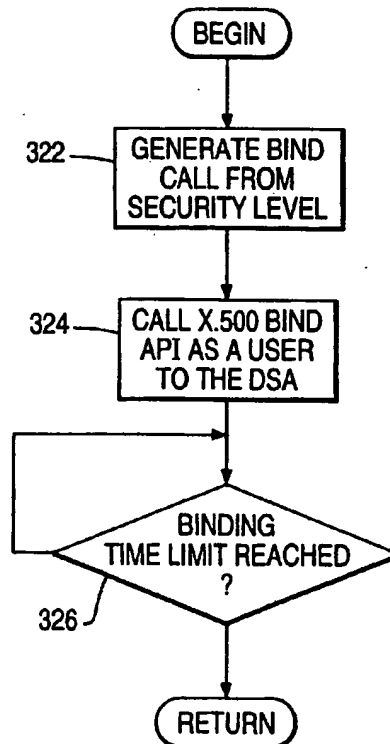 BEGIN
322
GENERATE BIND
CALL FROM
SECURITY LEVEL
324
CALL X.500 BIND
API AS A USER
TO THE DSA
BINDING
TIME LIMIT REACHED
?
326
RETURN